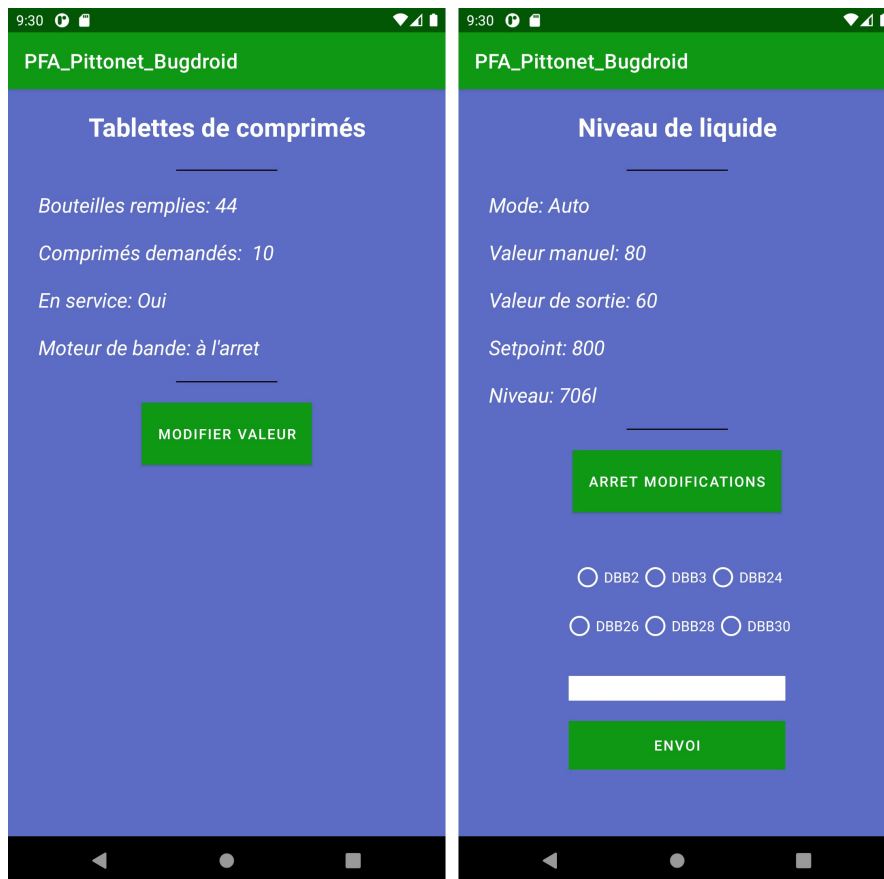 9:30
PFA_Pittonet_Bugdroid
Tablettes de comprimés
Bouteilles remplies: 44
Comprimés demandés: 10
En service: Oui
Moteur de bande: à l'arret
MODIFIER VALEUR
9:30
PFA_Pittonet_Bugdroid
Niveau de liquide
Mode: Auto
Valeur manuel: 80
Valeur de sortie: 60
Setpoint: 800
Niveau: 706l
ARRET MODIFICATIONS
DBB2 DBB3 DBB24
DBB26 DBB28 DBB30
ENVOI